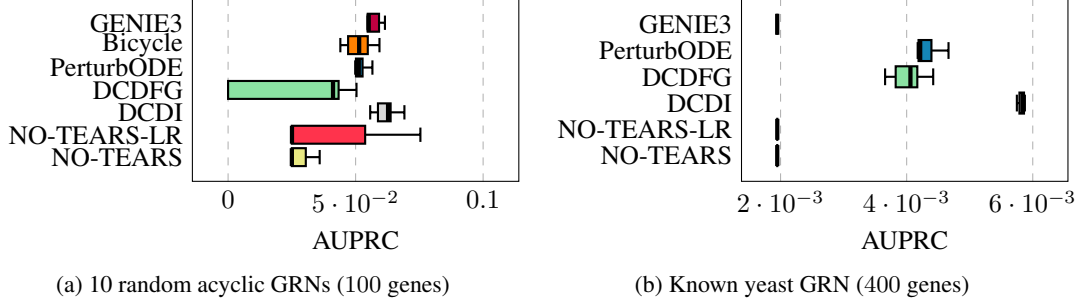 GENIE3
Bicycle
PerturbODE
DCDFG
DCDI
NO-TEARS-LR
NO-TEARS
0 5 · 10⁻² 0.1
AUPRC
(a) 10 random acyclic GRNs (100 genes)
GENIE3
PerturbODE
DCDFG
DCDI
NO-TEARS-LR
NO-TEARS
2 · 10⁻³ 4 · 10⁻³ 6 · 10⁻³
AUPRC
(b) Known yeast GRN (400 genes)